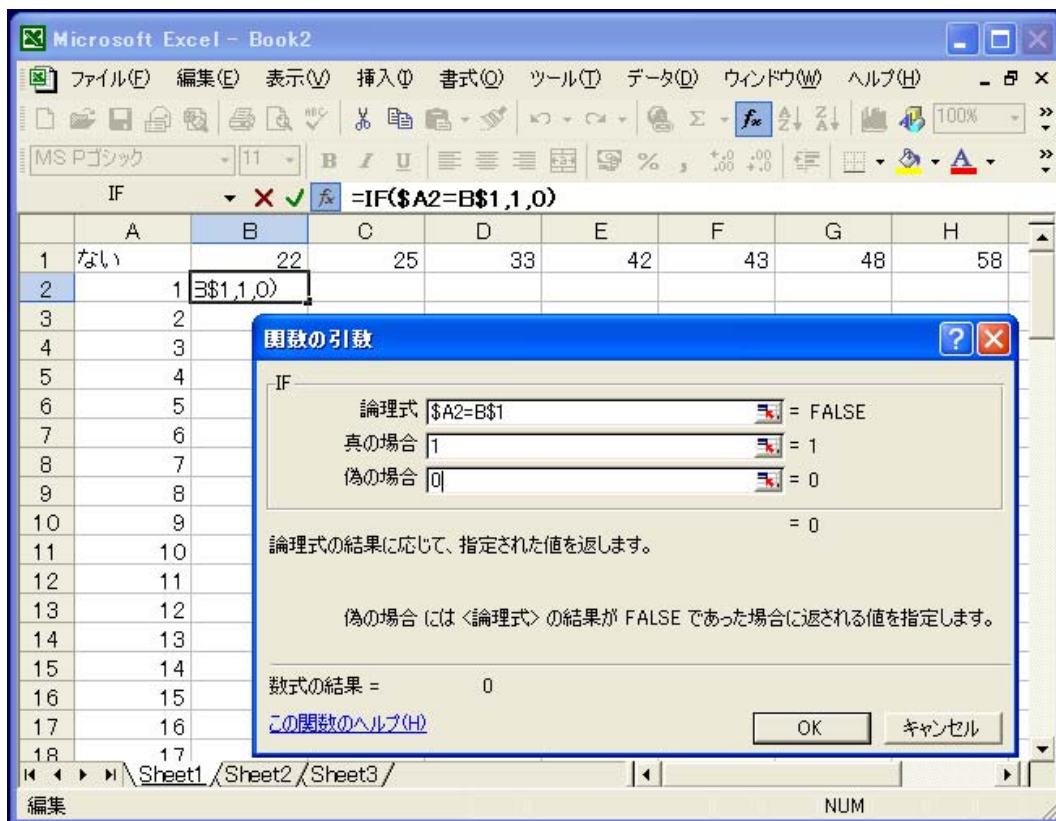 Microsoft Excel - Book2
ファイル(F) 編集(E) 表示(V) 挿入(I) 書式(O) ツール(T) データ(D) ウィンドウ(W) ヘルプ(H)
100%
MS Pゴシック 11 B I U
IF =IF($A2=B$1,1,0)
A B C D E F G H
1 ない 22 25 33 42 43 48 58
2 1 B$1,1,0)
3 2
4 3
5 4
6 5
7 6
8 7
9 8
10 9
11 10
12 11
13 12
14 13
15 14
16 15
17 16
18 17
関数の引数
IF
論理式 $A2=B$1 = FALSE
真の場合 1 = 1
偽の場合 0 = 0
= 0
論理式の結果に応じて、指定された値を返します。
偽の場合 には <論理式> の結果が FALSE であった場合に返される値を指定します。
数式の結果 = 0
この関数のヘルプ(H) OK キャンセル
Sheet1 Sheet2 Sheet3
編集 NUM